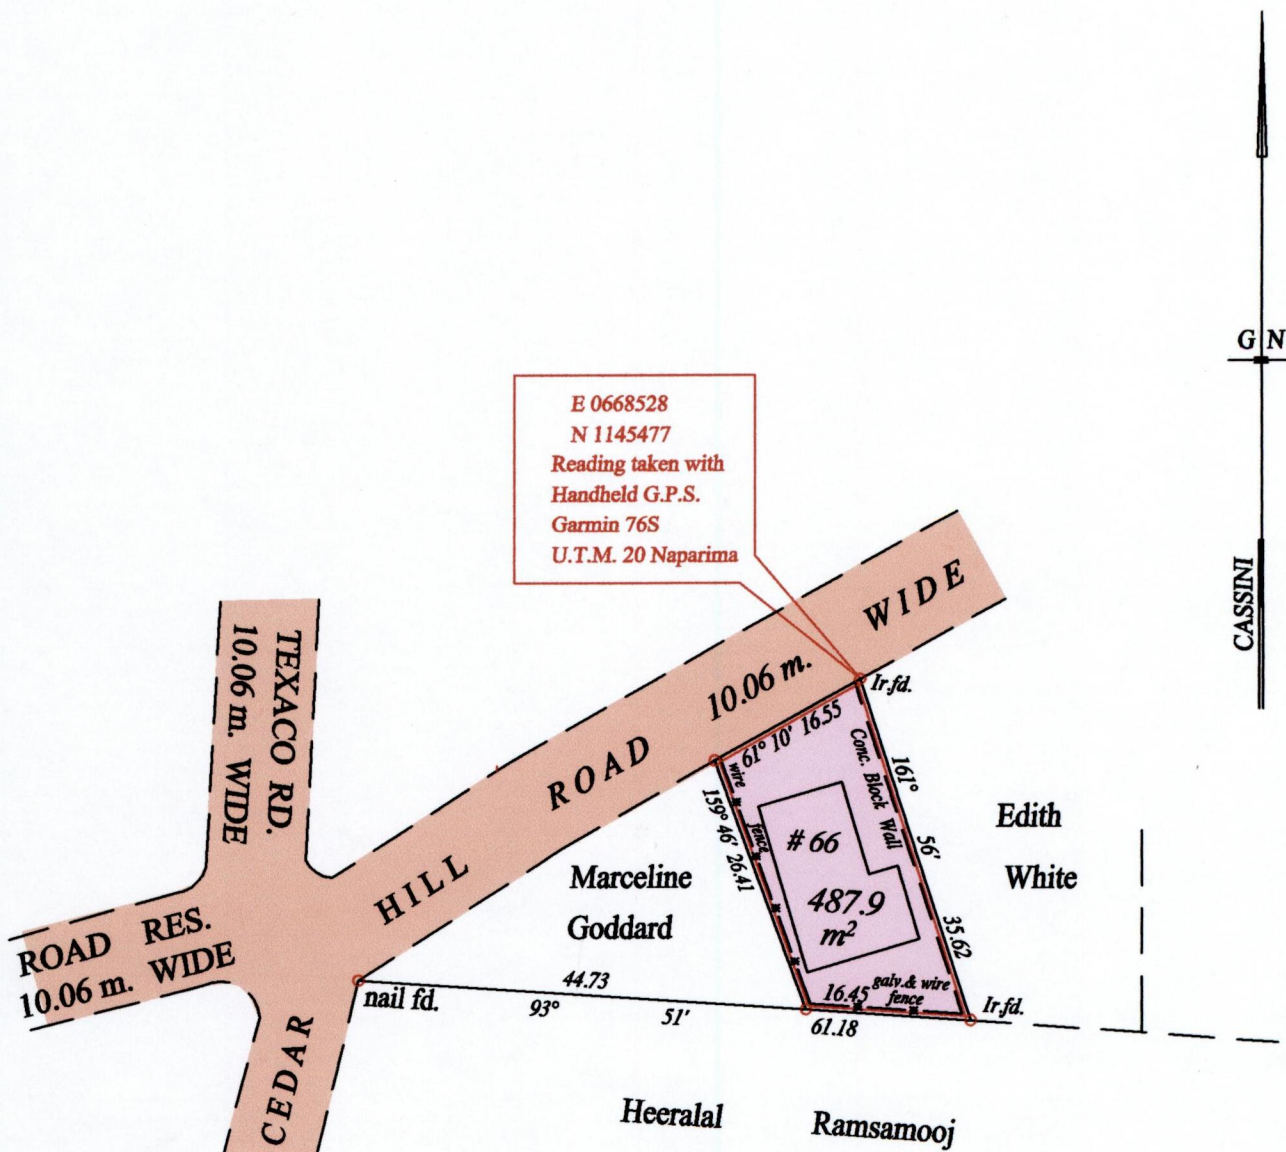 G N
CASSINI
E 0668528
N 1145477
Reading taken with
Handheld G.P.S.
Garmin 76S
U.T.M. 20 Naparima
TEXACO RD.
10.06 m. WIDE
CEDAR HILL ROAD 10.06 m. WIDE
ROAD RES.
10.06 m. WIDE
Ir.fd.
61° 10' 16.55
wire fence
159° 46' 26.41
Conc. Block Wall
161° 56' 35.62
# 66
487.9
m²
Edith
White
Marceline
Goddard
nail fd.
44.73
93° 51' 61.18
16.45
galv.& wire
fence
Ir.fd.
Heeralal Ramsamooj